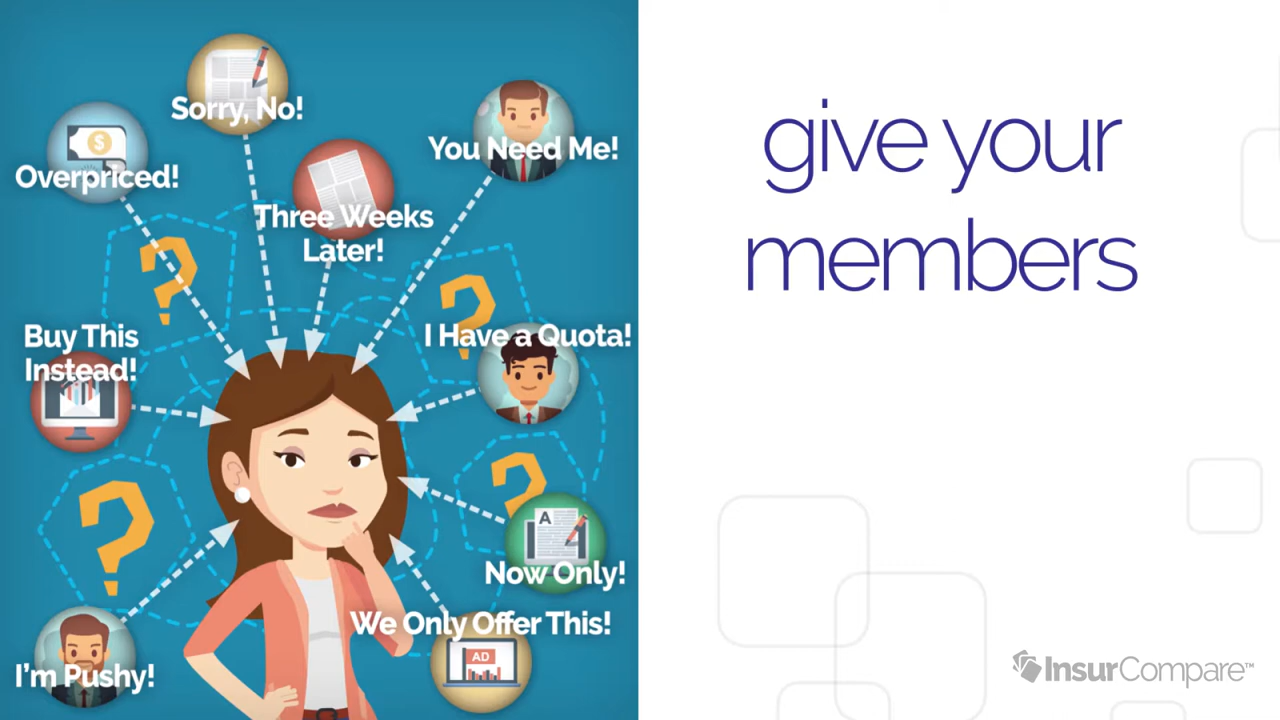 Sorry, No!
Overpriced!
You Need Me!
Three Weeks
Later!
Buy This
Instead!
I Have a Quota!
A
Now Only!
We Only Offer This!
AD
I'm Pushy!
give your
members
InsurCompare™